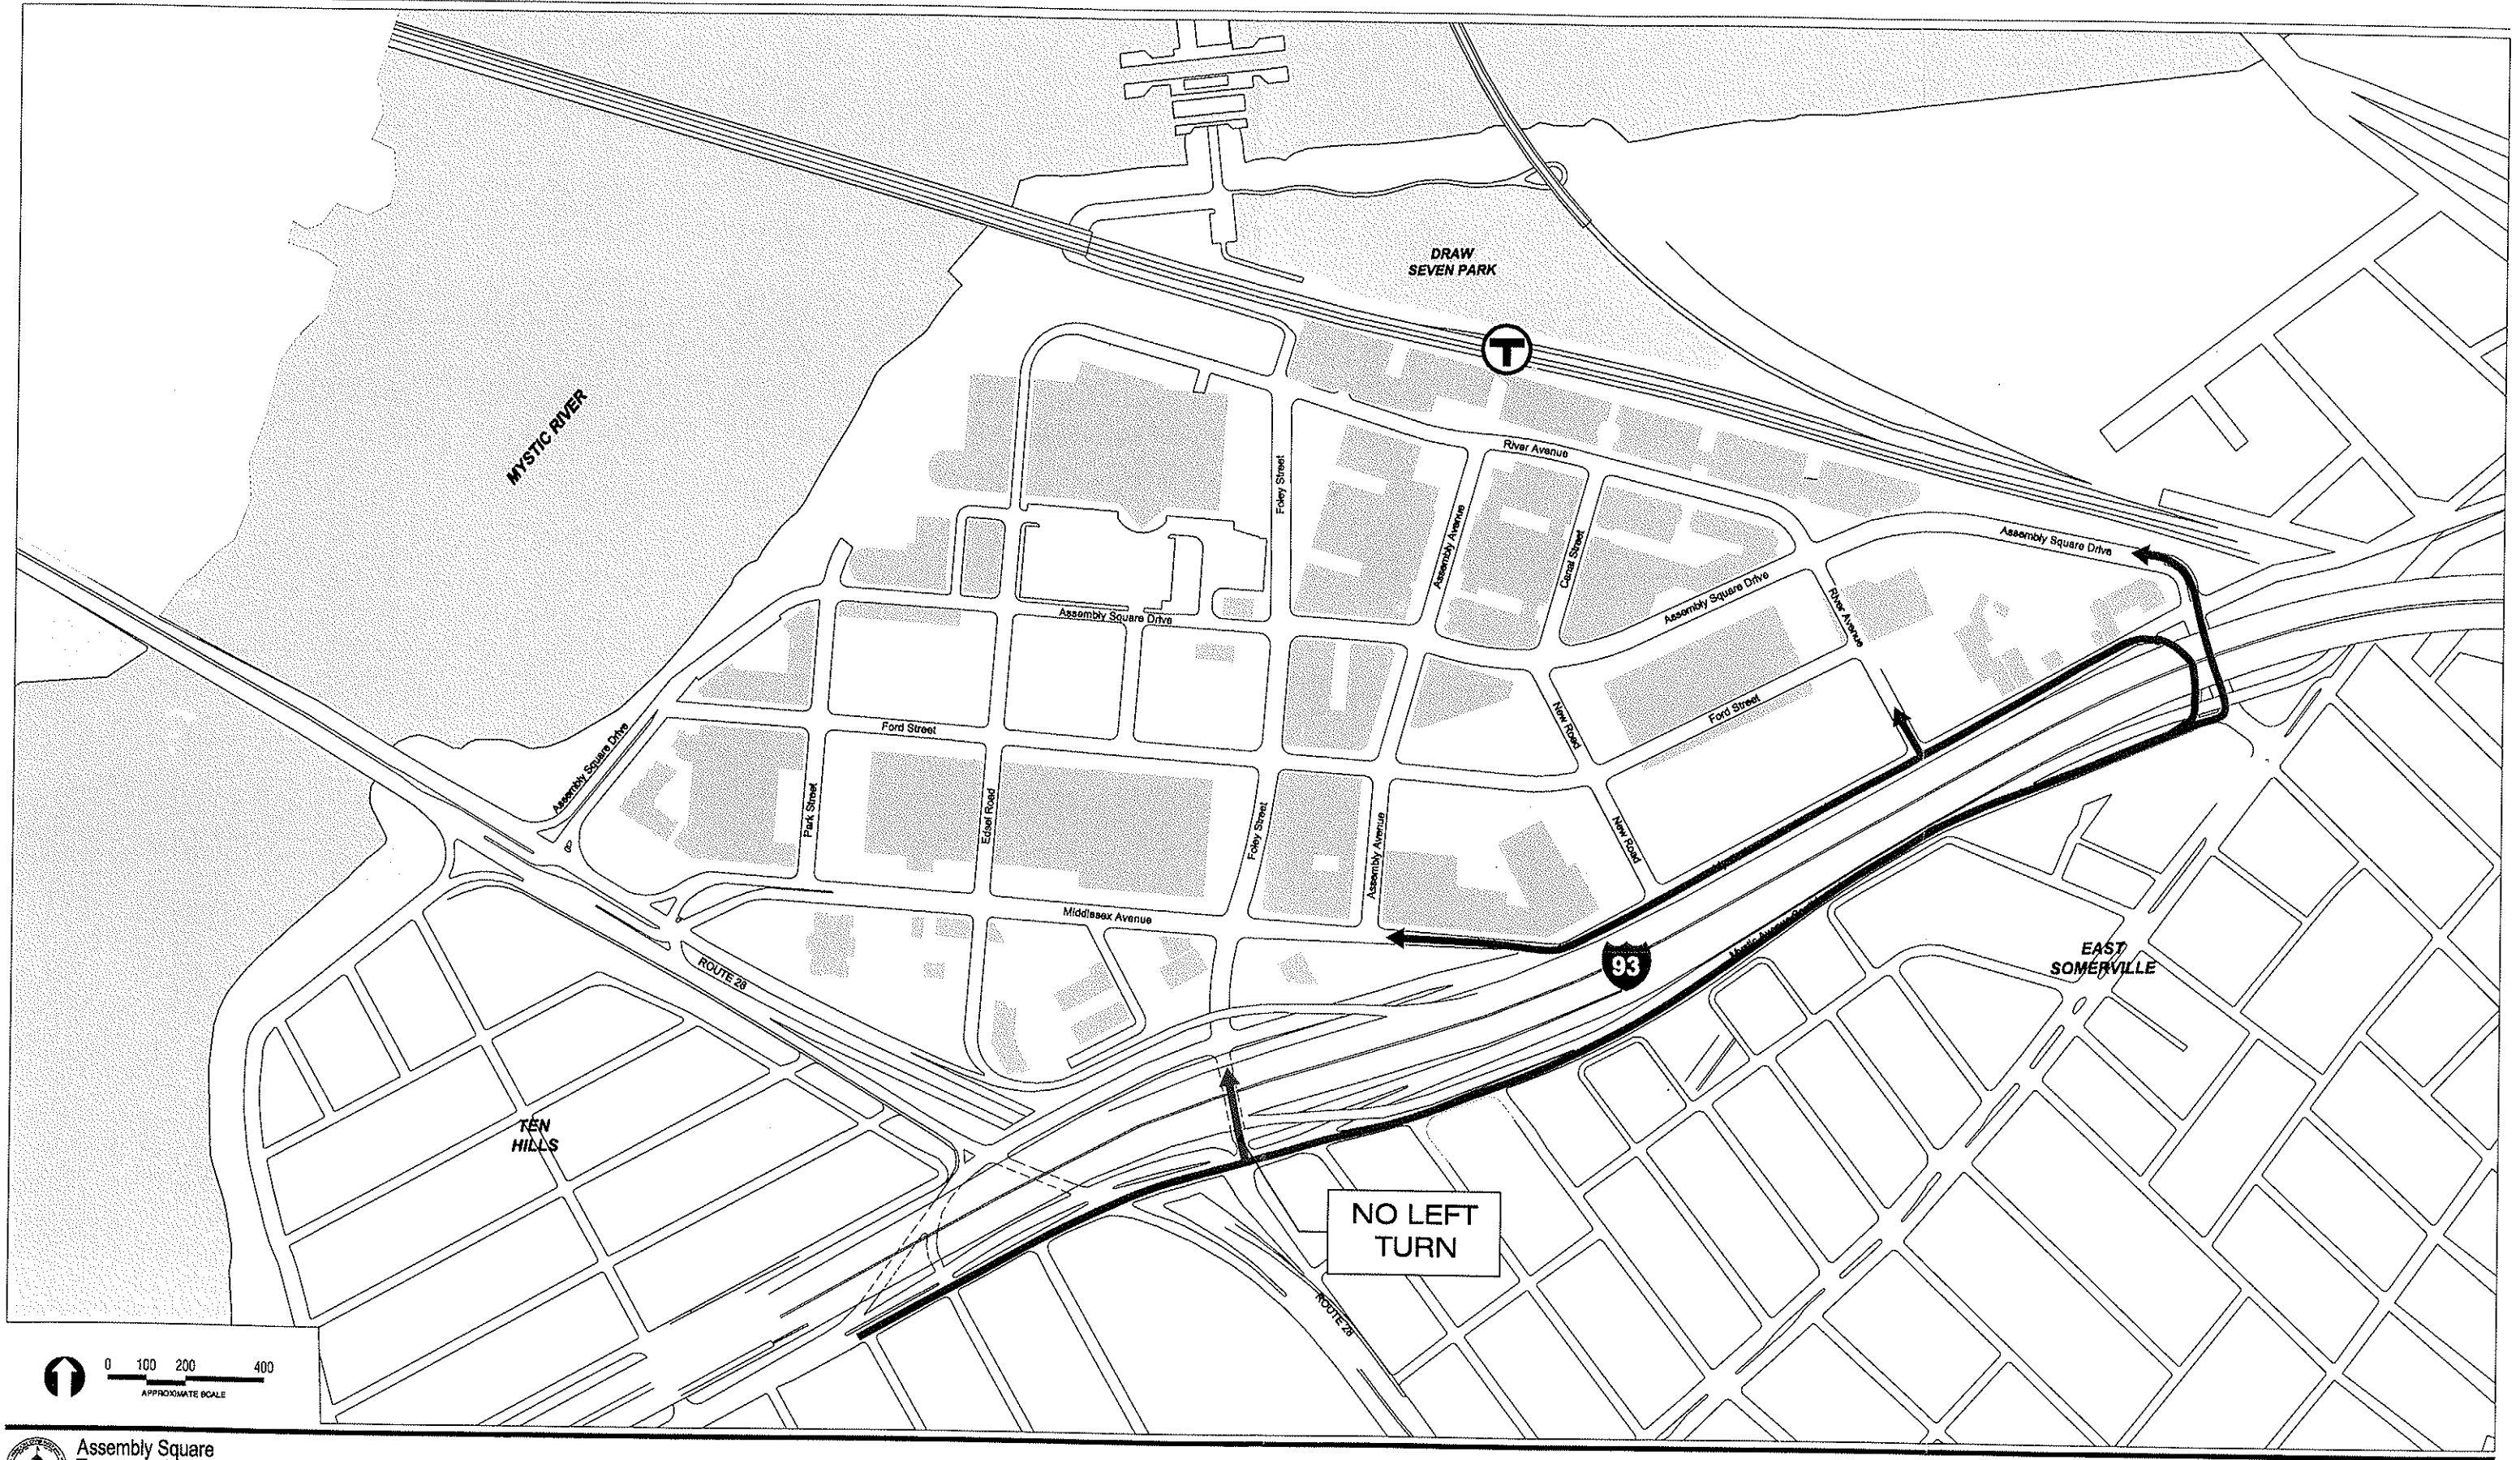 DRAW
SEVEN PARK
T
MYSTIC RIVER
River Avenue
Foley Street
Assembly Avenue
Canal Street
Assembly Square Drive
Assembly Square Drive
River Avenue
Assembly Square Drive
Ford Street
New Road
Ford Street
Assembly Square Drive
Park Street
Edsel Road
Foley Street
Assembly Avenue
New Road
Middlesex Avenue
ROUTE 28
93
EAST
SOMERVILLE
TEN
HILLS
NO LEFT
TURN
ROUTE 28
0 100 200 400
APPROXIMATE SCALE
Assembly Square